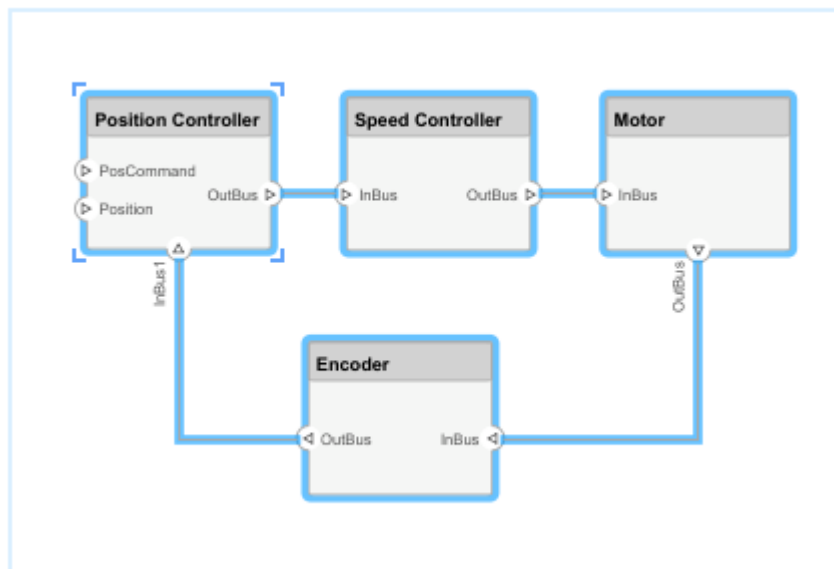 Position Controller
PosCommand
Position
OutBus
InBus1
Speed Controller
InBus
OutBus
Motor
InBus
OutBus
Encoder
OutBus
InBus